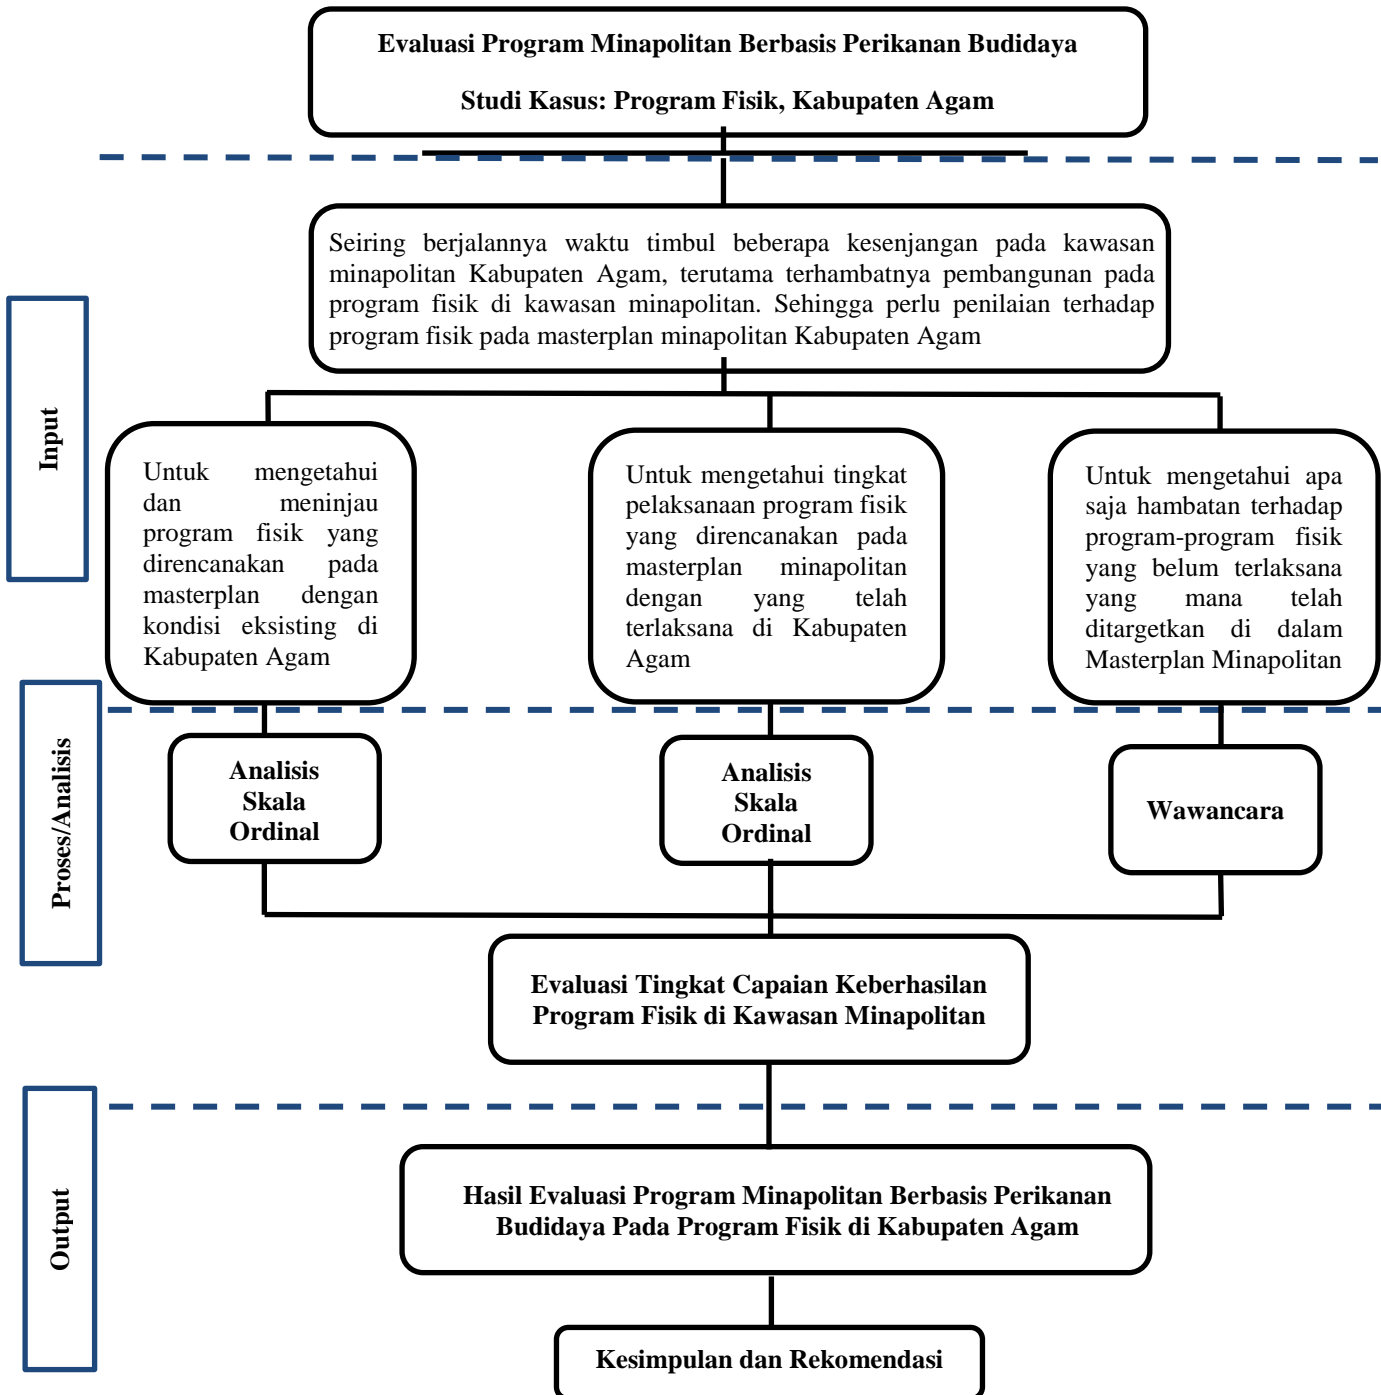 Evaluasi Program Minapolitan Berbasis Perikanan Budidaya
Studi Kasus: Program Fisik, Kabupaten Agam
Seiring berjalannya waktu timbul beberapa kesenjangan pada kawasan
minapolitan Kabupaten Agam, terutama terhambatnya pembangunan pada
program fisik di kawasan minapolitan. Sehingga perlu penilaian terhadap
program fisik pada masterplan minapolitan Kabupaten Agam
Input
Untuk mengetahui
dan meninjau
program fisik yang
direncanakan pada
masterplan dengan
kondisi eksisting di
Kabupaten Agam
Untuk mengetahui tingkat
pelaksanaan program fisik
yang direncanakan pada
masterplan minapolitan
dengan yang telah
terlaksana di Kabupaten
Agam
Untuk mengetahui apa
saja hambatan terhadap
program-program fisik
yang belum terlaksana
yang mana telah
ditargetkan di dalam
Masterplan Minapolitan
Proses/Analisis
Analisis
Skala
Ordinal
Analisis
Skala
Ordinal
Wawancara
Evaluasi Tingkat Capaian Keberhasilan
Program Fisik di Kawasan Minapolitan
Output
Hasil Evaluasi Program Minapolitan Berbasis Perikanan
Budidaya Pada Program Fisik di Kabupaten Agam
Kesimpulan dan Rekomendasi